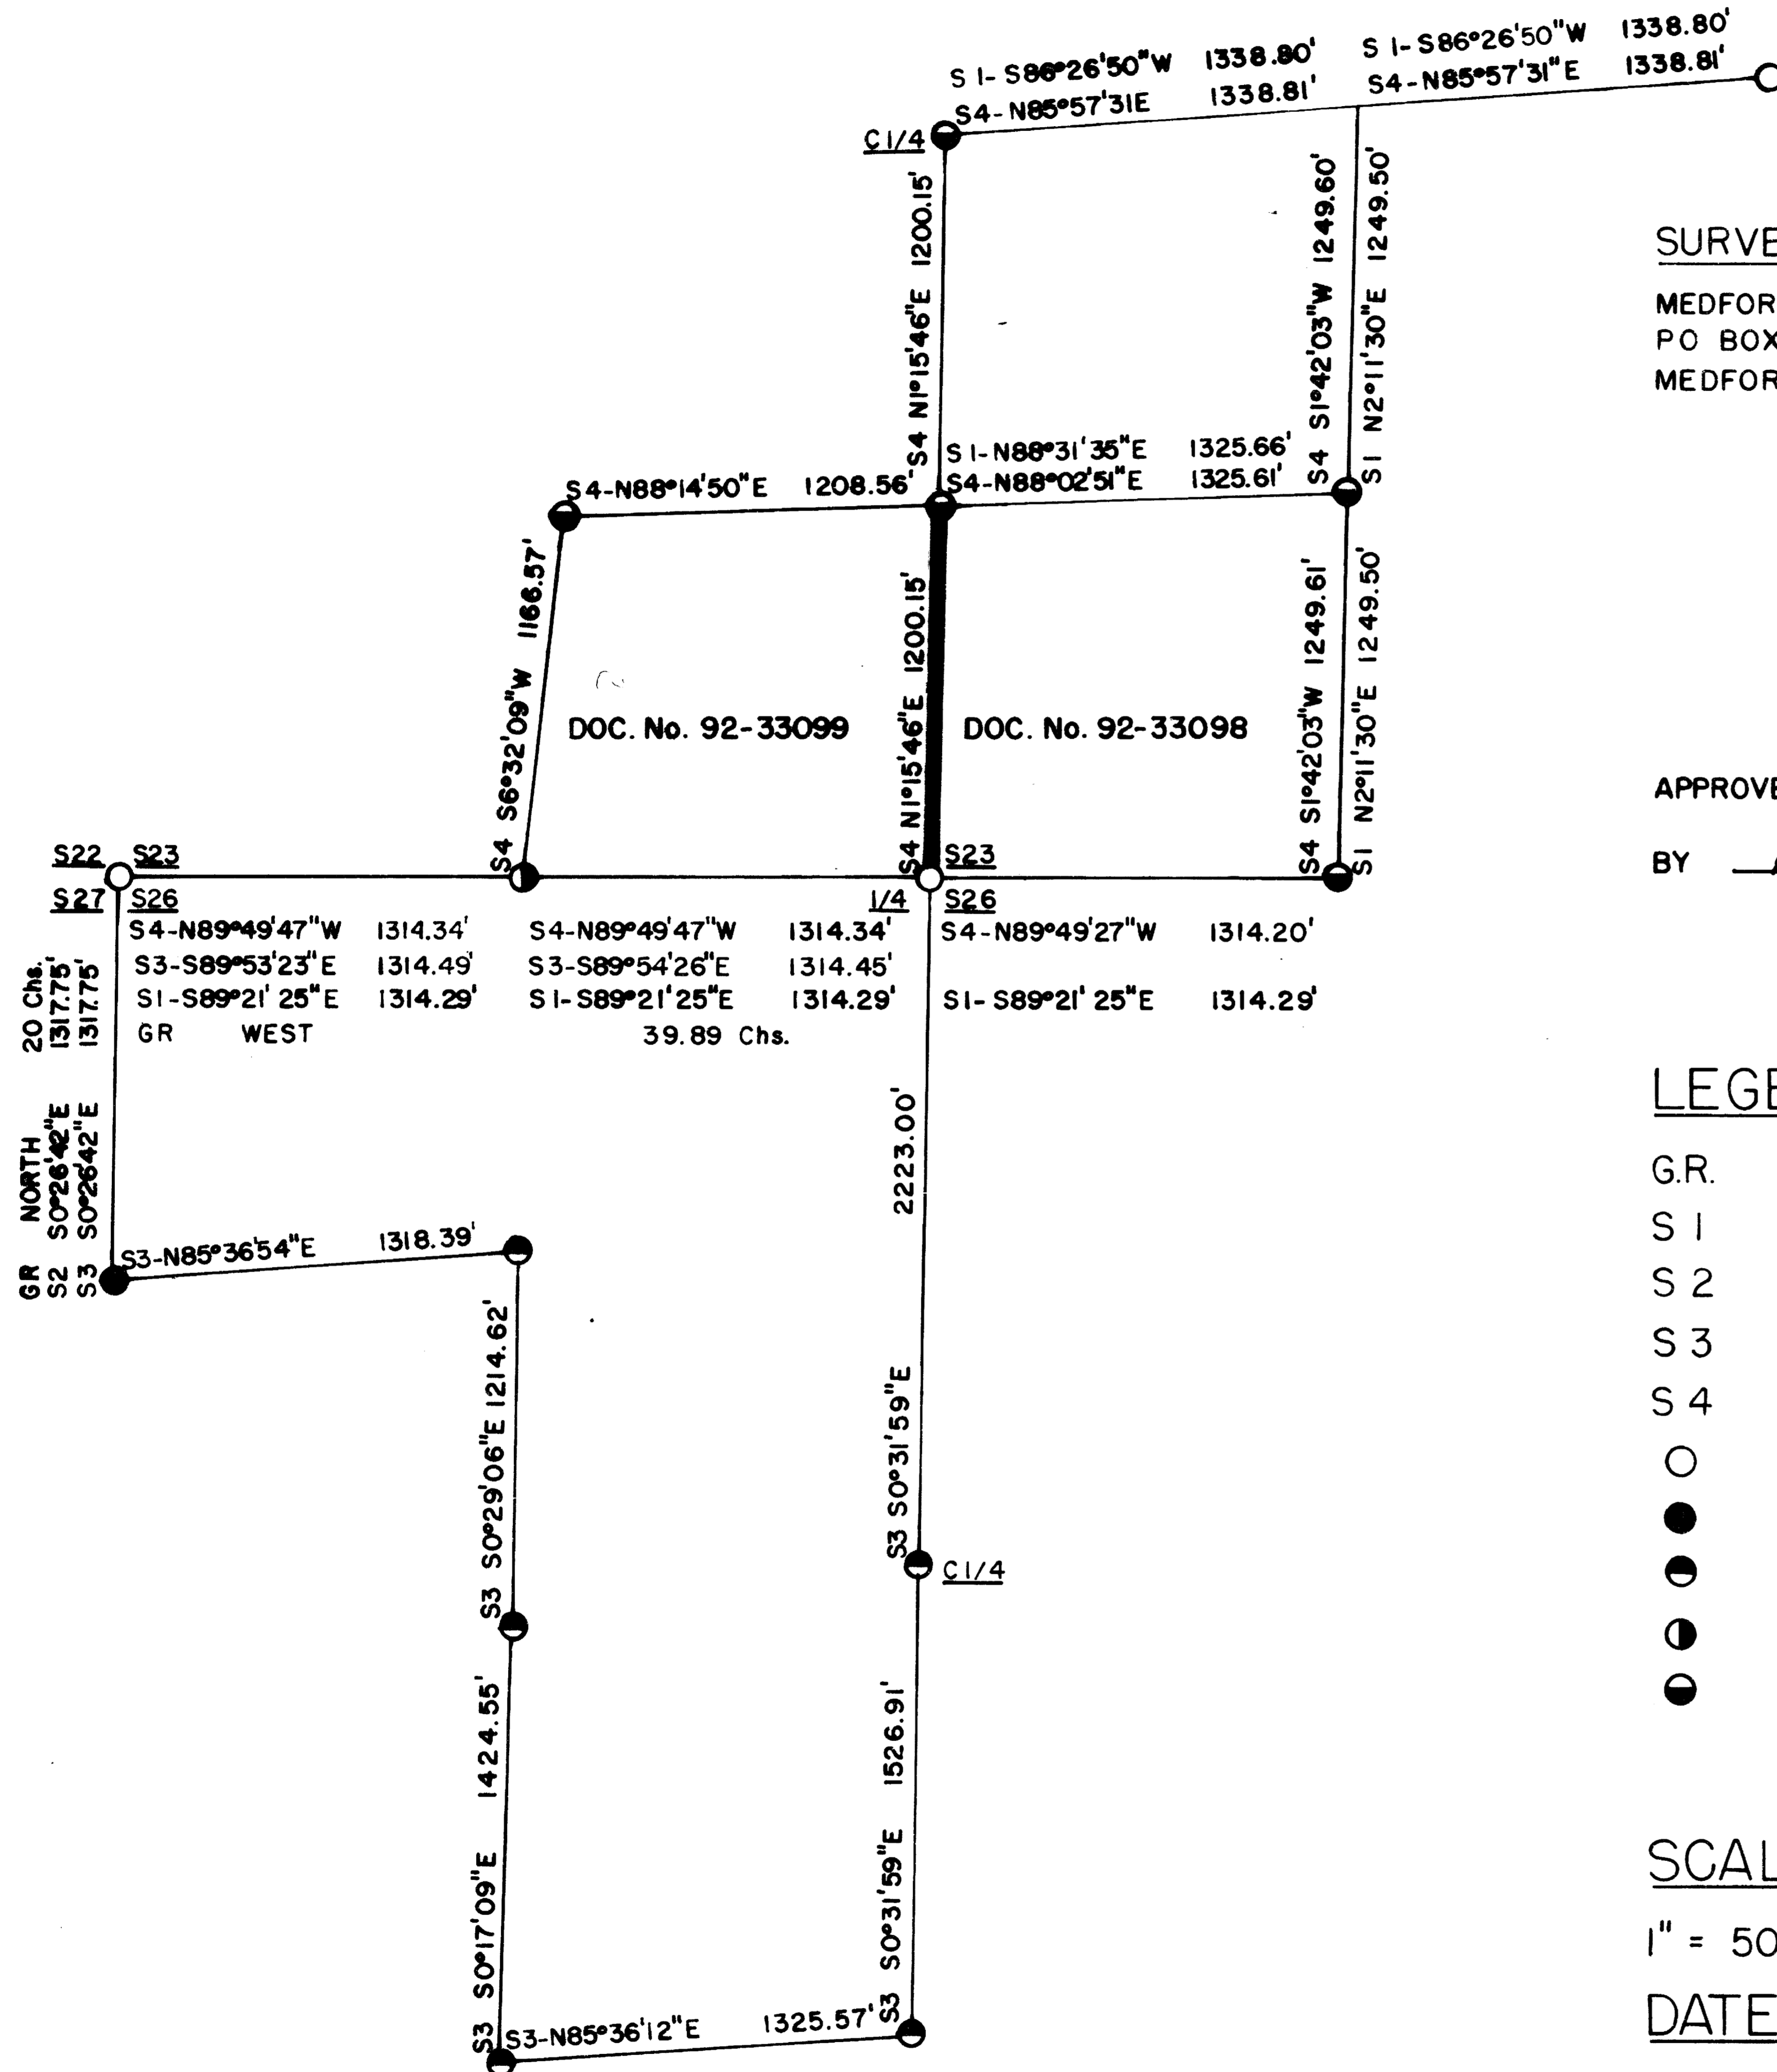 S 1- S86°26'50"W 1338.80'
S4- N85°57'31E 1338.81'
S 1- S86°26'50"W 1338.80'
S4-N85°57'31"E 1338.81'
C 1/4
S4 N1°15'46"E 1200.15'
S4 S1°42'03"W 1249.60'
S1 N2°11'30"E 1249.50'
SURVE
MEDFOR
PO BOX
MEDFOR
S4-N88°14'50"E 1208.56'
S 1-N88°31'35"E 1325.66'
S4-N88°02'51"E 1325.61'
S4 S6°32'09"W 1166.57'
DOC. No. 92-33099
S4 N1°15'46"E 1200.15'
DOC. No. 92-33098
S4 S1°42'03"W 1249.61'
S1 N2°11'30"E 1249.50'
APPROVE
BY
S22 S23
S27 S26
S23
1/4 S26
S4-N89°49'47"W 1314.34'
S3-S89°53'23"E 1314.49'
S1-S89°21'25"E 1314.29'
GR WEST 39.89 Chs.
S4-N89°49'47"W 1314.34'
S3-S89°54'26"E 1314.45'
S1-S89°21'25"E 1314.29'
S4-N89°49'27"W 1314.20'
S1-S89°21'25"E 1314.29'
GR NORTH 20 Chs.
S2 S0°26'42"E 1317.75'
S3 S0°26'42"E 1317.75'
S3-N85°36'54"E 1318.39'
S3 S0°29'06"E 1214.62'
S3 S0°31'59"E 2223.00'
C 1/4
S3 S0°17'09"E 1424.55'
S3 S0°31'59"E 1526.91'
S3-N85°36'12"E 1325.57'
LEGE
G.R.
S 1
S 2
S 3
S 4
SCAL
1" = 50
DATE